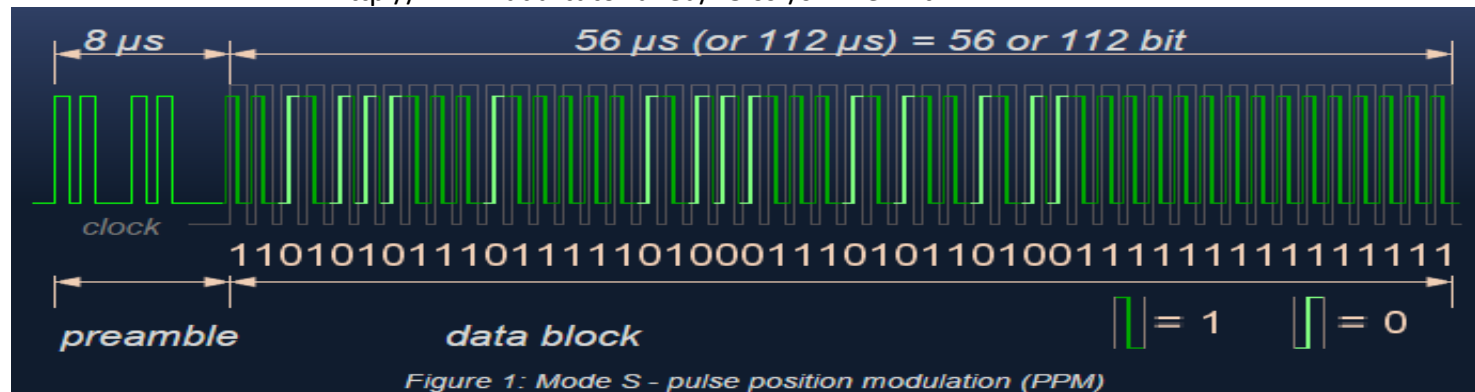 8 µs
56 µs (or 112 µs) = 56 or 112 bit
clock
110101011101111101000111010110100111111111111111
preamble
data block
= 1
= 0
Figure 1: Mode S - pulse position modulation (PPM)